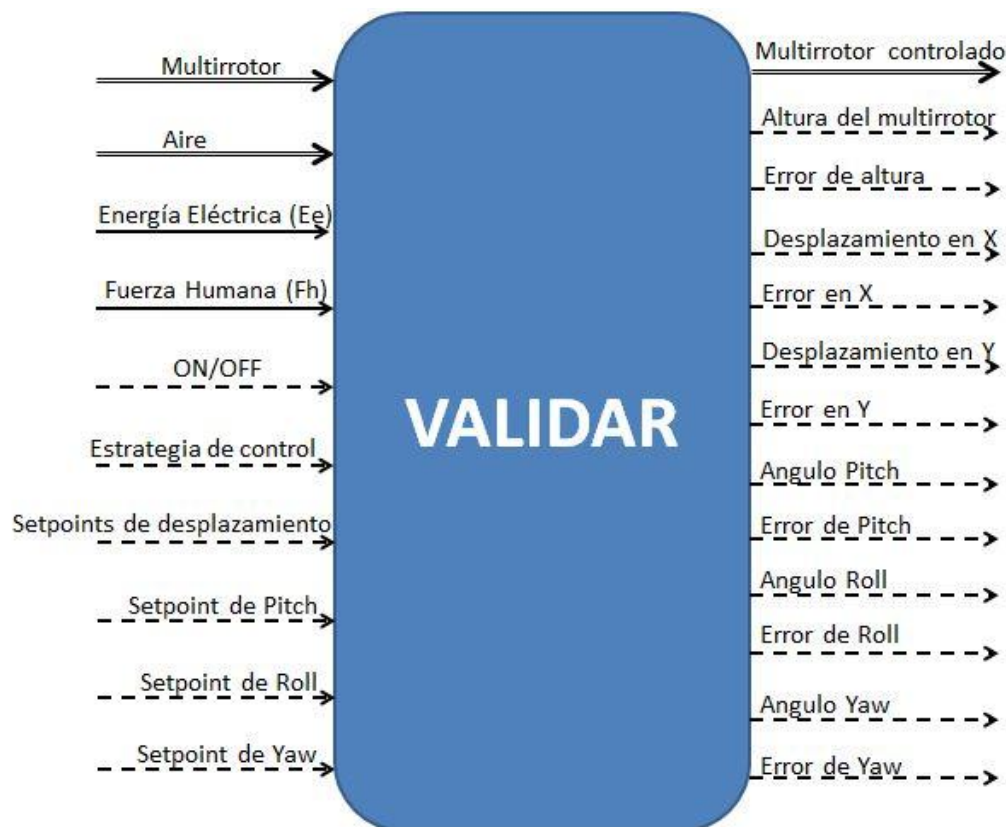 Multirrotor
Aire
Energía Eléctrica (Ee)
Fuerza Humana (Fh)
ON/OFF
Estrategia de control
Setpoints de desplazamiento
Setpoint de Pitch
Setpoint de Roll
Setpoint de Yaw
VALIDAR
Multirrotor controlado
Altura del multirrotor
Error de altura
Desplazamiento en X
Error en X
Desplazamiento en Y
Error en Y
Angulo Pitch
Error de Pitch
Angulo Roll
Error de Roll
Angulo Yaw
Error de Yaw